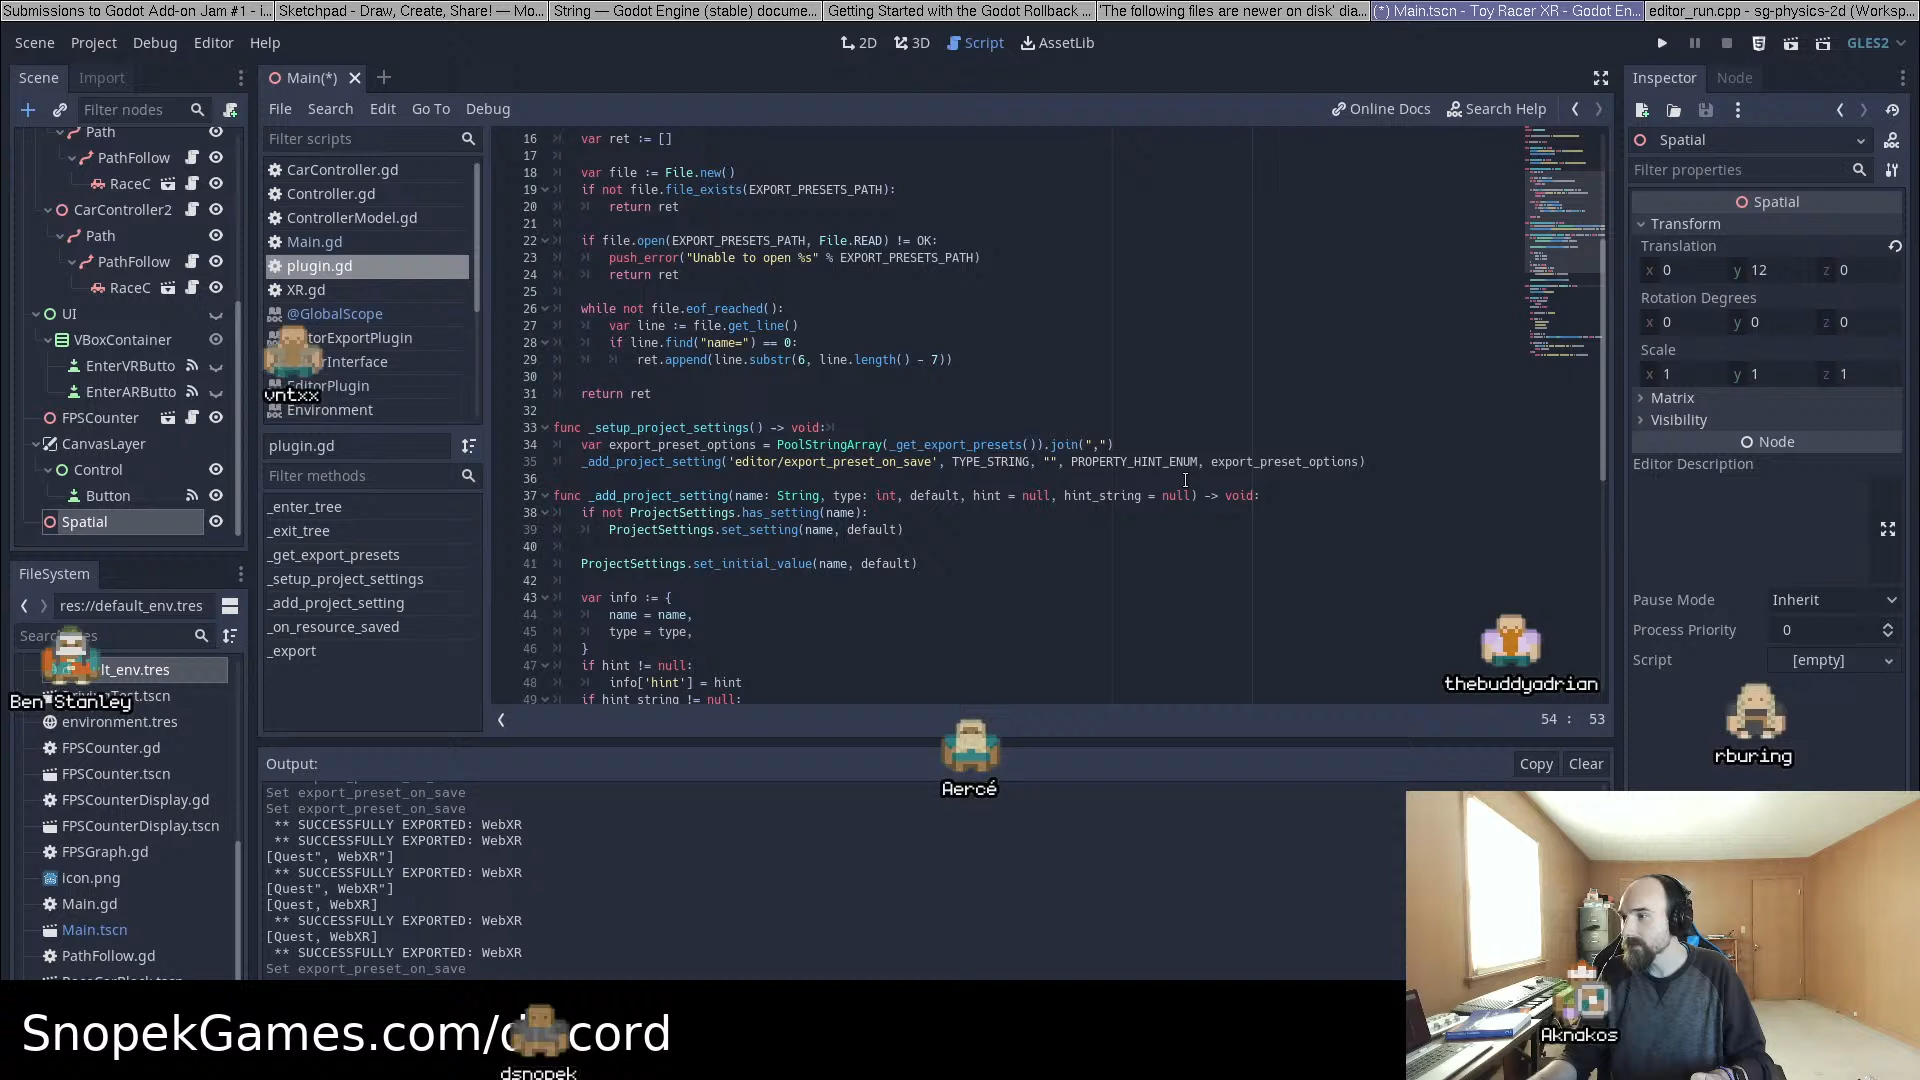 Submissions to Godot Add-on Jam #1 - i...
Sketchpad - Draw, Create, Share! — Mo...
String — Godot Engine (stable) docume...
Getting Started with the Godot Rollback ...
'The following files are newer on disk' dia...
(*) Main.tscn - Toy Racer XR - Godot En...
editor_run.cpp - sg-physics-2d (Worksp...
Scene Project Debug Editor Help
2D 3D Script AssetLib
GLES2
Scene Import
Filter nodes
Path
PathFollow
RaceC
CarController2
Path
PathFollow
RaceC
UI
VBoxContainer
EnterVRButto
EnterARButto
FPSCounter
CanvasLayer
Control
Button
Spatial
FileSystem
res://default_env.tres
lt_env.tres
Ben Stanley
environment.tres
FPSCounter.gd
FPSCounter.tscn
FPSCounterDisplay.gd
FPSCounterDisplay.tscn
FPSGraph.gd
icon.png
Main.gd
Main.tscn
PathFollow.gd
Main(*)
File Search Edit Go To Debug
Online Docs Search Help
Filter scripts
CarController.gd
Controller.gd
ControllerModel.gd
Main.gd
plugin.gd
XR.gd
@GlobalScope
torExportPlugin
rInterface
EditorPlugin
vntxx
Environment
plugin.gd
Filter methods
_enter_tree
_exit_tree
_get_export_presets
_setup_project_settings
_add_project_setting
_on_resource_saved
_export
16 var ret := []
17
18 var file := File.new()
19 if not file.file_exists(EXPORT_PRESETS_PATH):
20 return ret
21
22 if file.open(EXPORT_PRESETS_PATH, File.READ) != OK:
23 push_error("Unable to open %s" % EXPORT_PRESETS_PATH)
24 return ret
25
26 while not file.eof_reached():
27 var line := file.get_line()
28 if line.find("name=") == 0:
29 ret.append(line.substr(6, line.length() - 7))
30
31 return ret
32
33 func _setup_project_settings() -> void:
34 var export_preset_options = PoolStringArray(_get_export_presets()).join(",")
35 _add_project_setting('editor/export_preset_on_save', TYPE_STRING, "", PROPERTY_HINT_ENUM, export_preset_options)
36
37 func _add_project_setting(name: String, type: int, default, hint = null, hint_string = null) -> void:
38 if not ProjectSettings.has_setting(name):
39 ProjectSettings.set_setting(name, default)
40
41 ProjectSettings.set_initial_value(name, default)
42
43 var info := {
44 name = name,
45 type = type,
46 }
47 if hint != null:
48 info['hint'] = hint
49 if hint_string != null:
54 : 53
thebuddyadrian
Aercé
Output:
Copy Clear
Set export_preset_on_save
Set export_preset_on_save
** SUCCESSFULLY EXPORTED: WebXR
** SUCCESSFULLY EXPORTED: WebXR
[Quest", WebXR"]
** SUCCESSFULLY EXPORTED: WebXR
[Quest", WebXR"]
[Quest, WebXR]
** SUCCESSFULLY EXPORTED: WebXR
[Quest, WebXR]
** SUCCESSFULLY EXPORTED: WebXR
Set export_preset_on_save
Inspector Node
Spatial
Filter properties
Spatial
Transform
Translation
x 0 y 12 z 0
Rotation Degrees
x 0 y 0 z 0
Scale
x 1 y 1 z 1
Matrix
Visibility
Node
Editor Description
Pause Mode Inherit
Process Priority 0
Script [empty]
rburing
Aknakos
SnopekGames.com/d cord
dsnopek